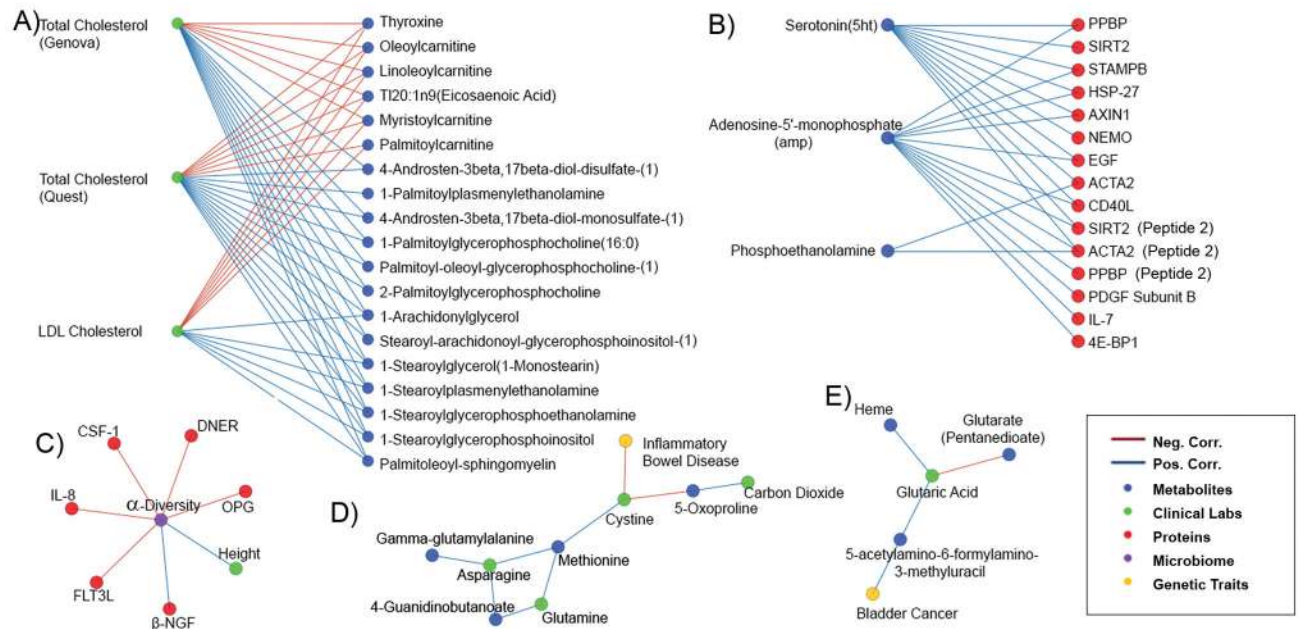 A)
Total Cholesterol
(Genova)
Total Cholesterol
(Quest)
LDL Cholesterol
Thyroxine
Oleoylcarnitine
Linoleoylcarnitine
Tl20:1n9(Eicosaenoic Acid)
Myristoylcarnitine
Palmitoylcarnitine
4-Androsten-3beta,17beta-diol-disulfate-(1)
1-Palmitoylplasmenylethanolamine
4-Androsten-3beta,17beta-diol-monosulfate-(1)
1-Palmitoylglycerophosphocholine(16:0)
Palmitoyl-oleoyl-glycerophosphocholine-(1)
2-Palmitoylglycerophosphocholine
1-Arachidonylglycerol
Stearoyl-arachidonoyl-glycerophosphoinositol-(1)
1-Stearoylglycerol(1-Monostearin)
1-Stearoylplasmenylethanolamine
1-Stearoylglycerophosphoethanolamine
1-Stearoylglycerophosphoinositol
Palmitoleoyl-sphingomyelin
B)
Serotonin(5ht)
Adenosine-5'-monophosphate
(amp)
Phosphoethanolamine
PPBP
SIRT2
STAMPB
HSP-27
AXIN1
NEMO
EGF
ACTA2
CD40L
SIRT2 (Peptide 2)
ACTA2 (Peptide 2)
PPBP (Peptide 2)
PDGF Subunit B
IL-7
4E-BP1
C)
CSF-1
DNER
IL-8
α-Diversity
OPG
Height
FLT3L
β-NGF
D)
Inflammatory
Bowel Disease
Carbon Dioxide
5-Oxoproline
Cystine
Gamma-glutamylalanine
Methionine
Asparagine
4-Guanidinobutanoate
Glutamine
E)
Heme
Glutarate
(Pentanedioate)
Glutaric Acid
5-acetylamino-6-formylamino-
3-methyluracil
Bladder Cancer
Neg. Corr.
Pos. Corr.
Metabolites
Clinical Labs
Proteins
Microbiome
Genetic Traits